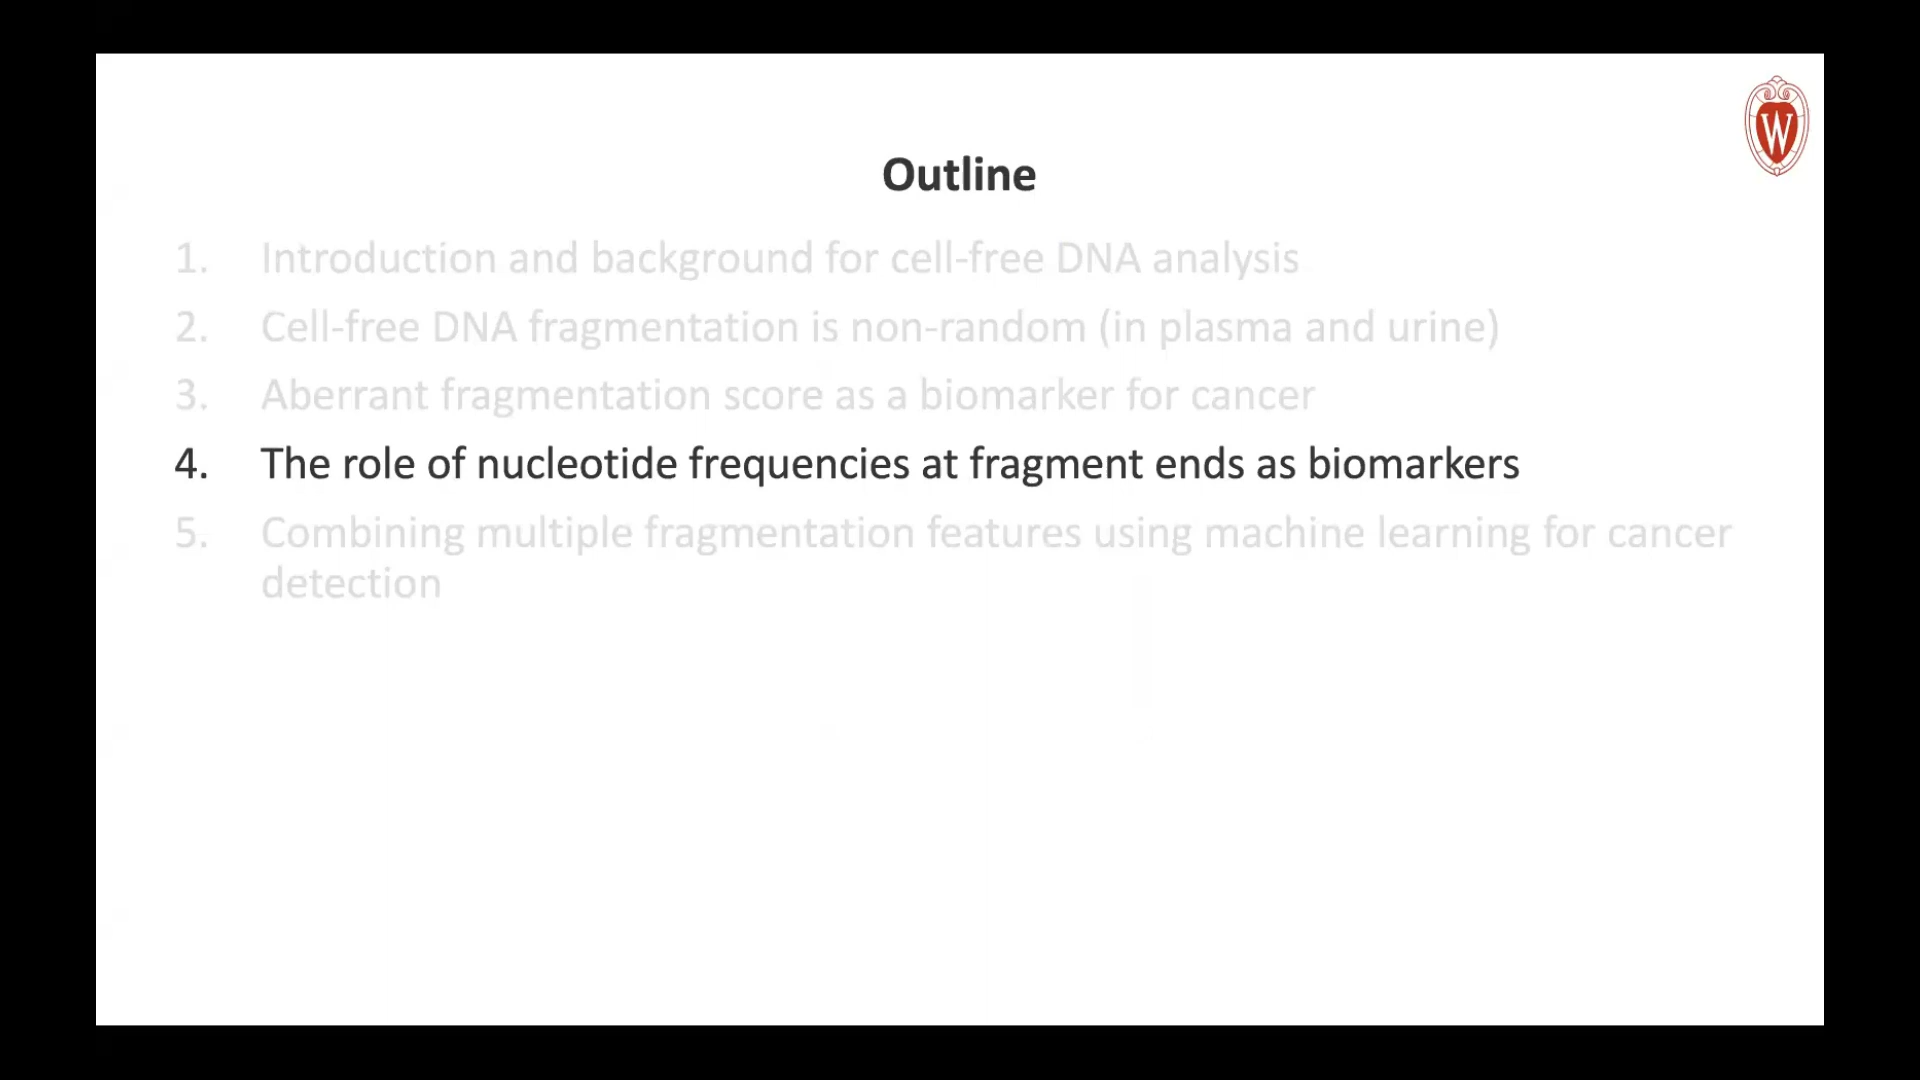 W
Outline
1. Introduction and background for cell-free DNA analysis
2. Cell-free DNA fragmentation is non-random (in plasma and urine)
3. Aberrant fragmentation score as a biomarker for cancer
4. The role of nucleotide frequencies at fragment ends as biomarkers
5. Combining multiple fragmentation features using machine learning for cancer
detection